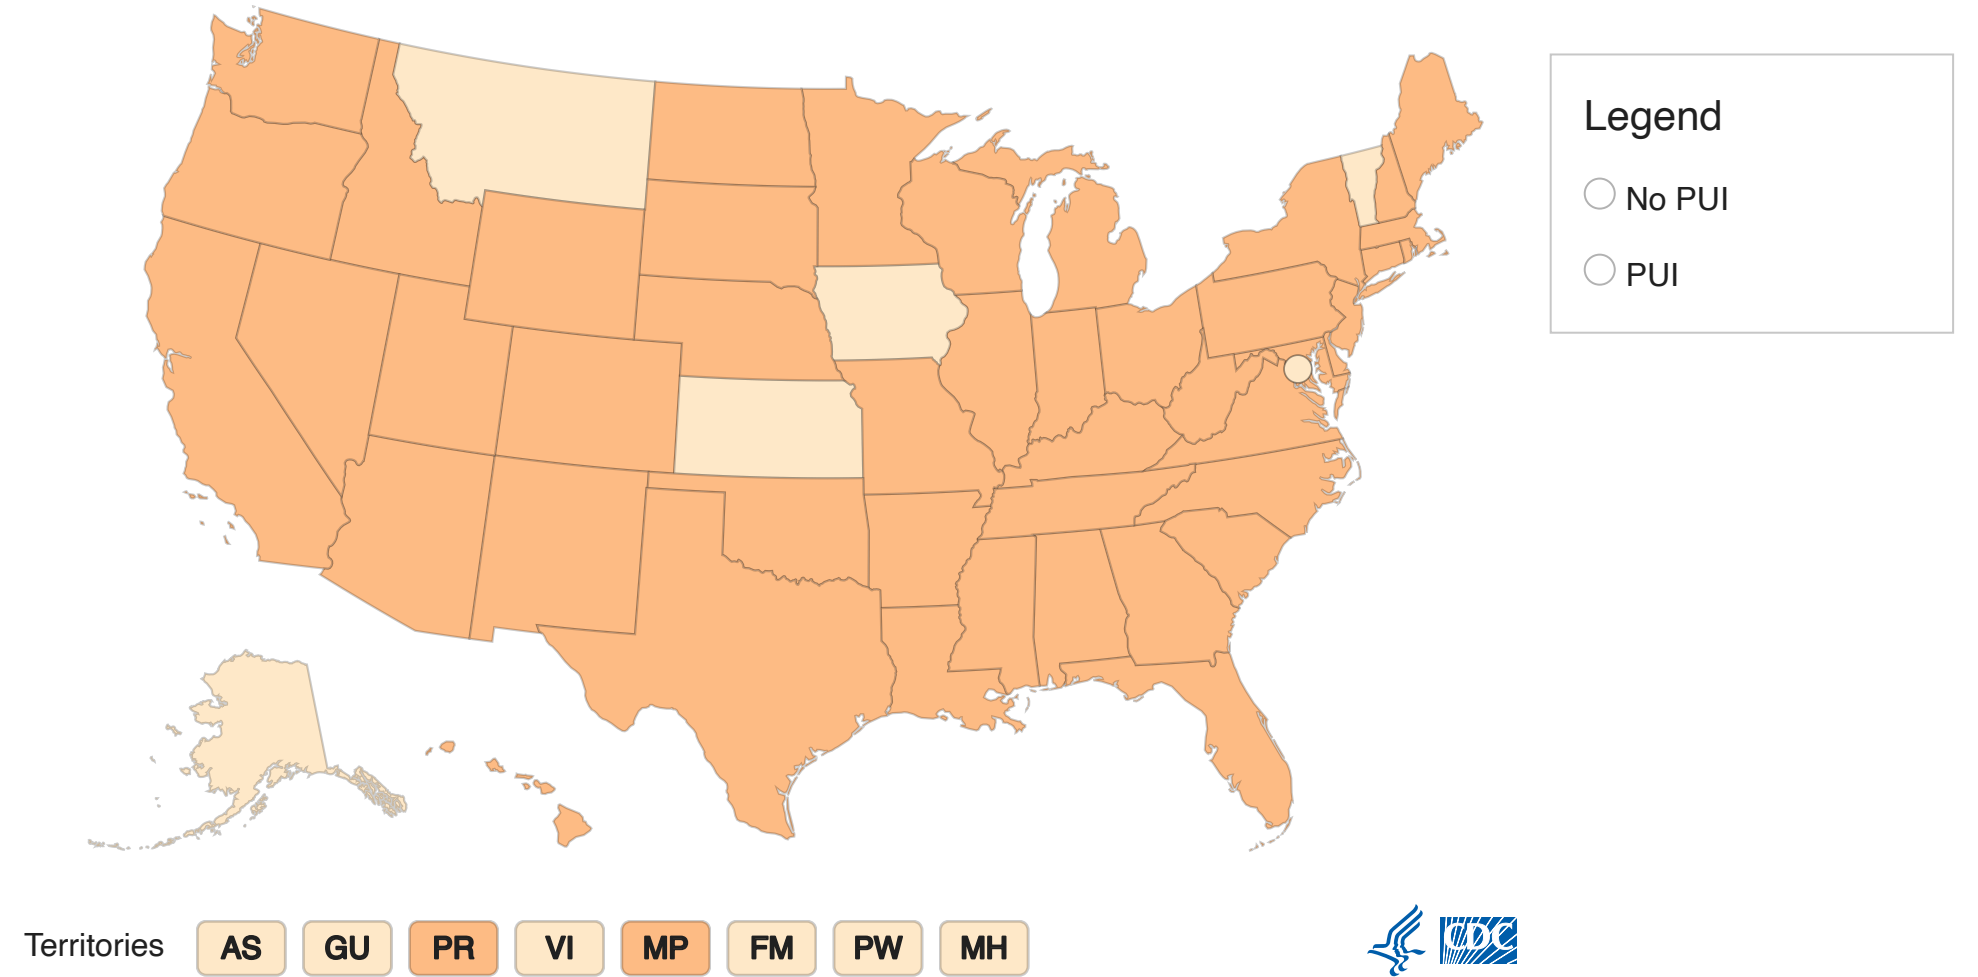 Legend
No PUI
PUI
Territories AS GU PR VI MP FM PW MH
CDC